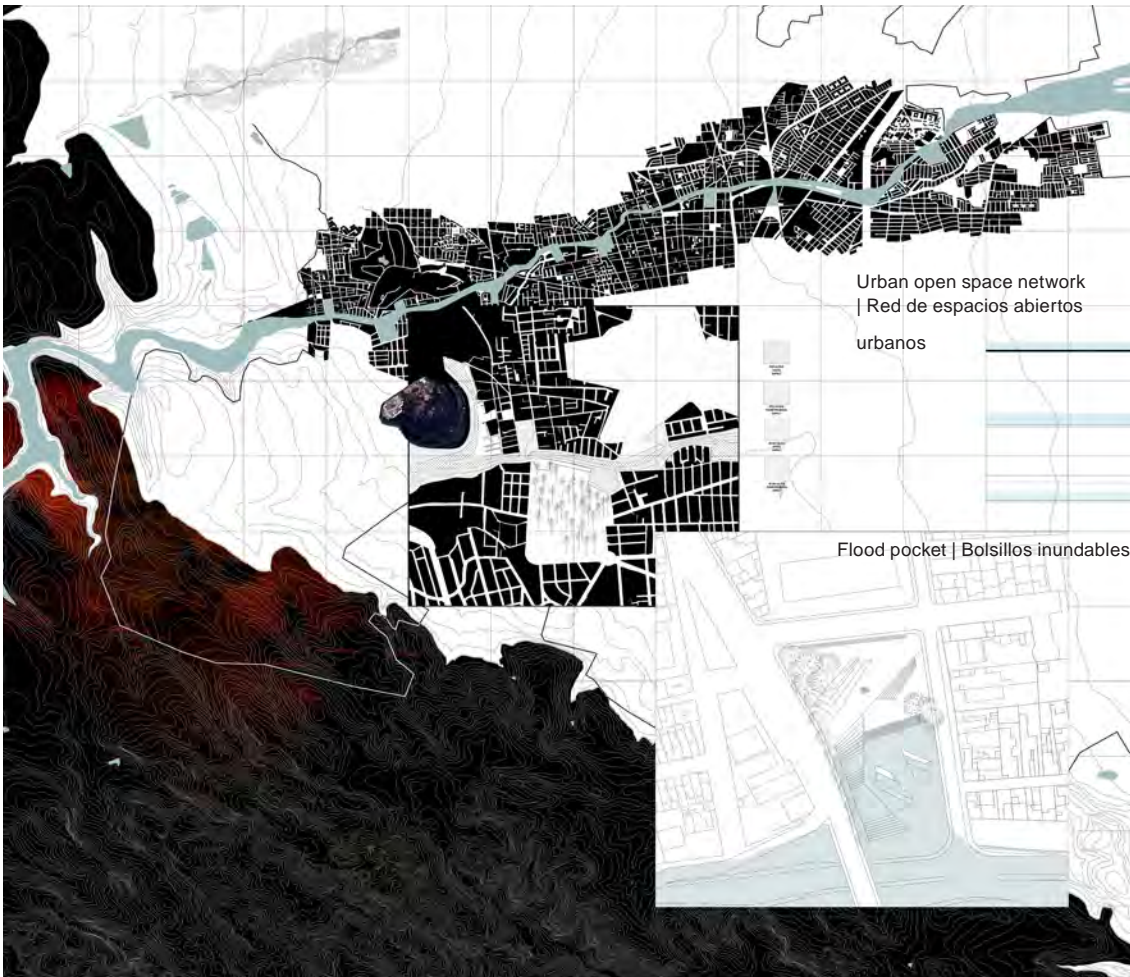 Urban open space network
| Red de espacios abiertos
urbanos
Flood pocket | Bolsillos inundables